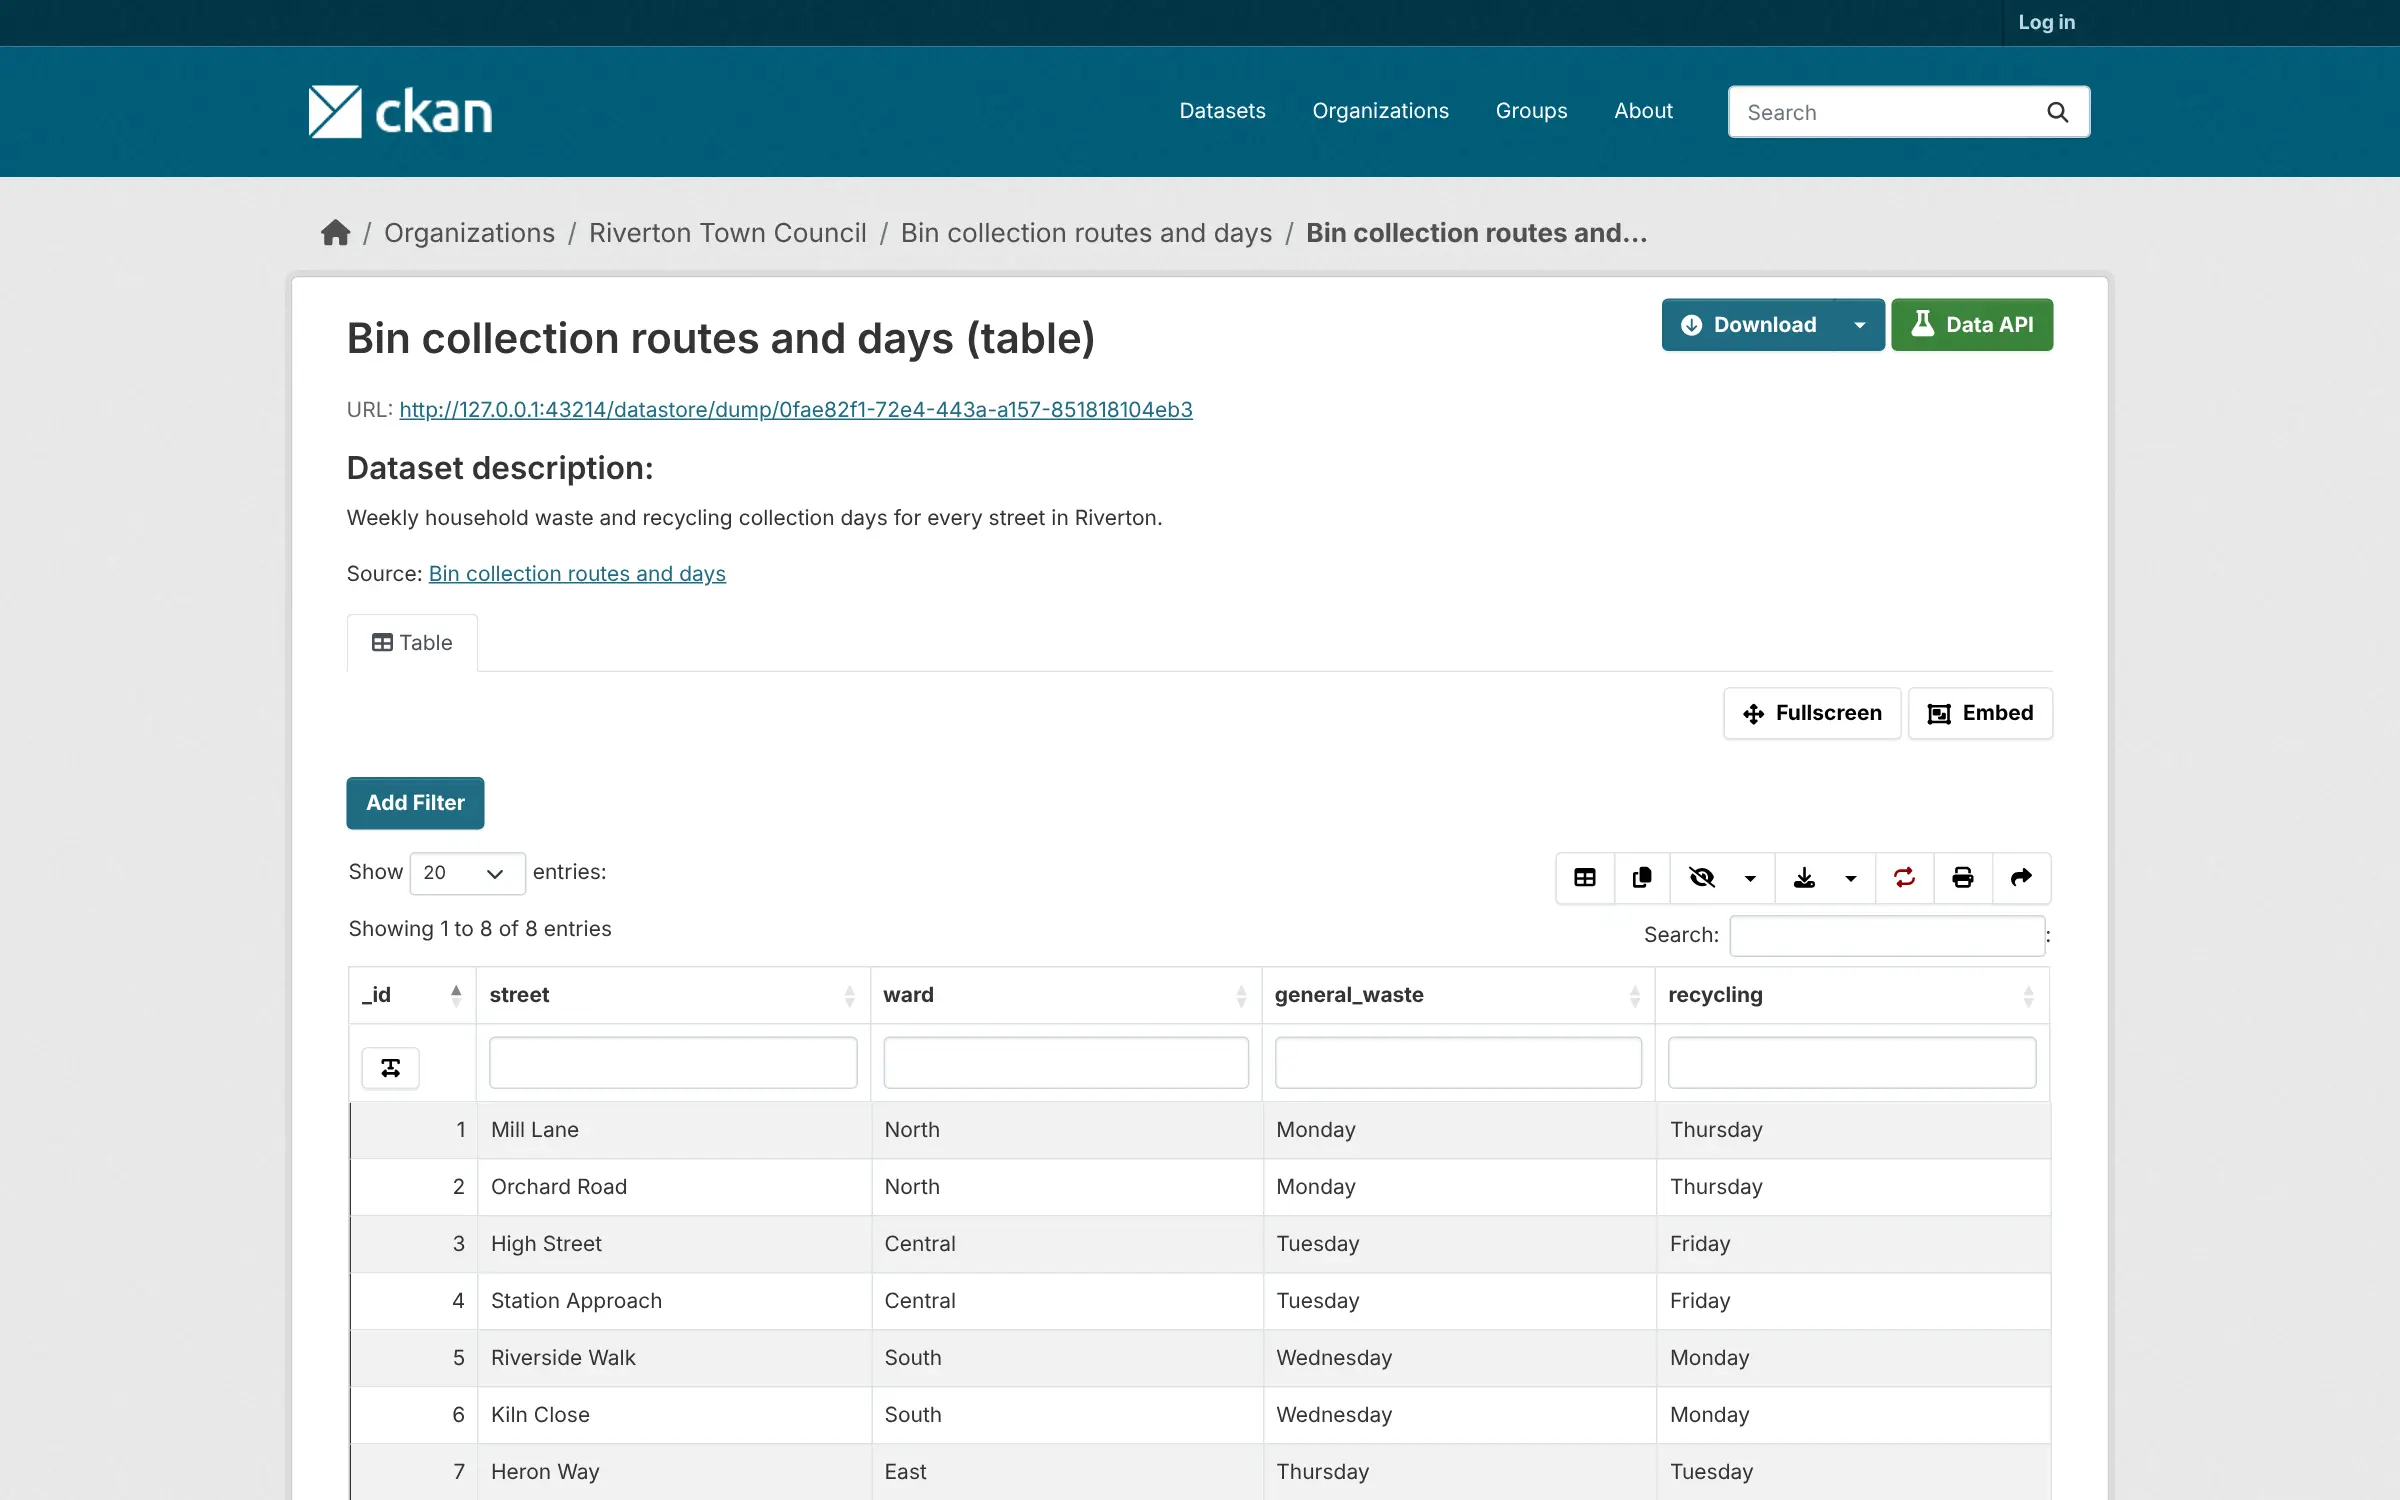 Log in
ckan
Datasets Organizations Groups About Search
/ Organizations / Riverton Town Council / Bin collection routes and days / Bin collection routes and...
Bin collection routes and days (table)
Download Data API
URL: http://127.0.0.1:43214/datastore/dump/0fae82f1-72e4-443a-a157-851818104eb3
Dataset description:
Weekly household waste and recycling collection days for every street in Riverton.
Source: Bin collection routes and days
Table
Fullscreen Embed
Add Filter
Show 20 entries:
Showing 1 to 8 of 8 entries
Search: :
_id street ward general_waste recycling
1 Mill Lane North Monday Thursday
2 Orchard Road North Monday Thursday
3 High Street Central Tuesday Friday
4 Station Approach Central Tuesday Friday
5 Riverside Walk South Wednesday Monday
6 Kiln Close South Wednesday Monday
7 Heron Way East Thursday Tuesday